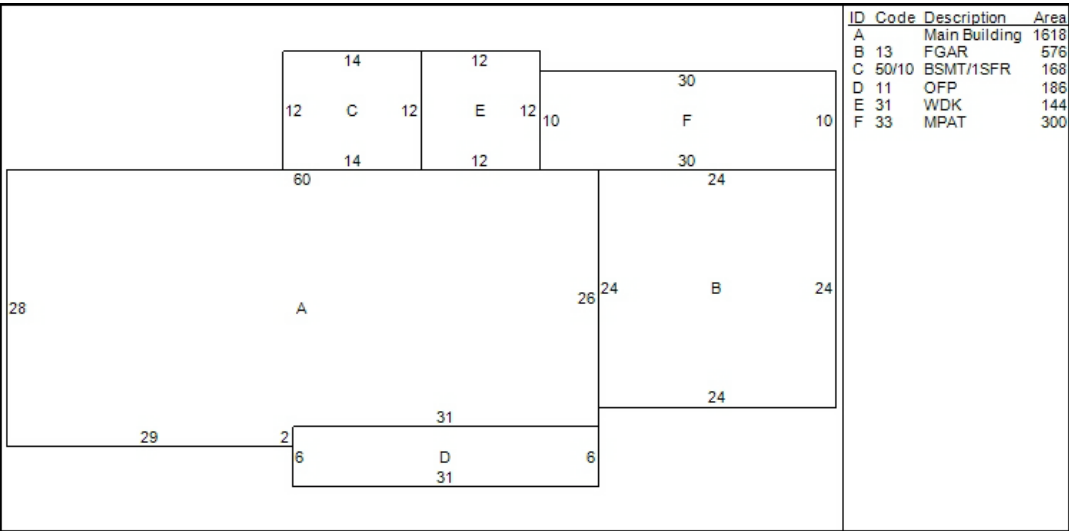 ID Code Description Area
A Main Building 1618
B 13 FGAR 576
C 50/10 BSMT/1SFR 168
D 11 OFP 186
E 31 WDK 144
F 33 MPAT 300
14 12
30
12 C 12 E 12 10 F 10
14 12 30
60 24
28 A 26 24 B 24
24
31
29 2
6 D 6
31